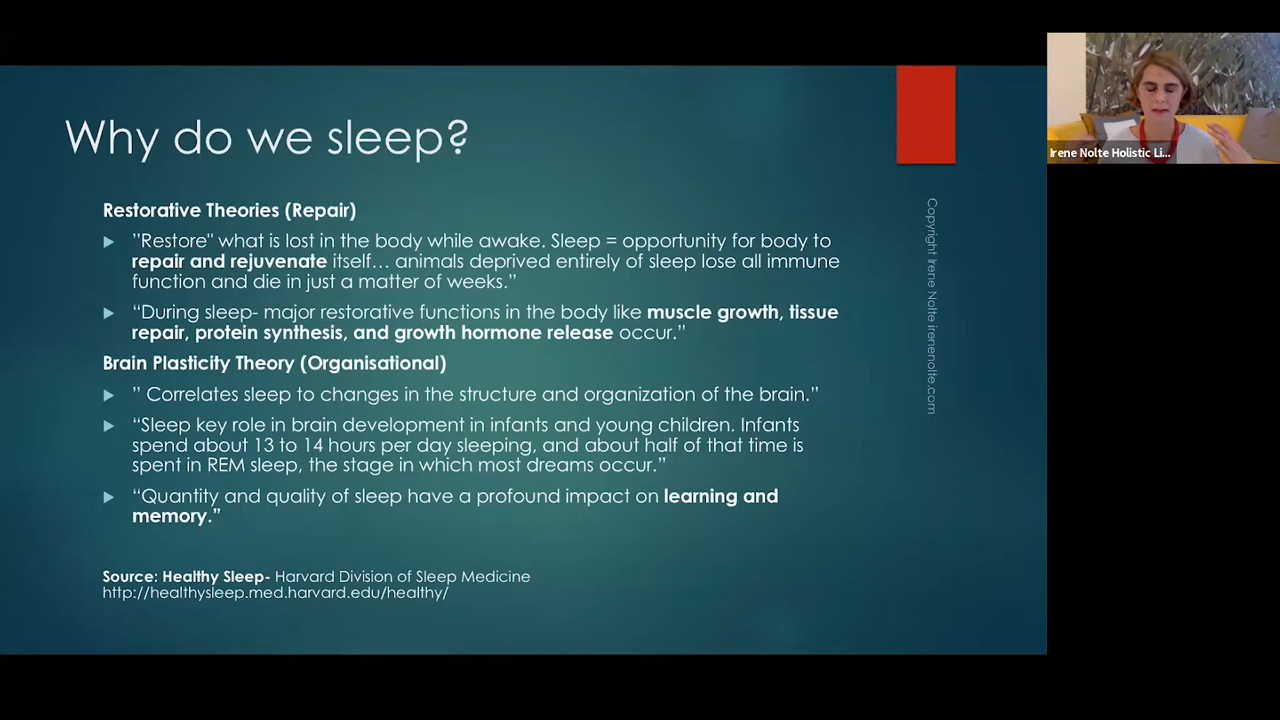 Why do we sleep?
Restorative Theories (Repair)
”Restore" what is lost in the body while awake. Sleep = opportunity for body to
repair and rejuvenate itself… animals deprived entirely of sleep lose all immune
function and die in just a matter of weeks.”
“During sleep- major restorative functions in the body like muscle growth, tissue
repair, protein synthesis, and growth hormone release occur.”
Brain Plasticity Theory (Organisational)
” Correlates sleep to changes in the structure and organization of the brain.”
“Sleep key role in brain development in infants and young children. Infants
spend about 13 to 14 hours per day sleeping, and about half of that time is
spent in REM sleep, the stage in which most dreams occur.”
“Quantity and quality of sleep have a profound impact on learning and
memory.”
Source: Healthy Sleep- Harvard Division of Sleep Medicine
http://healthysleep.med.harvard.edu/healthy/
Copyright Irene Nolte irenenolte.com
Irene Nolte Holistic Li...